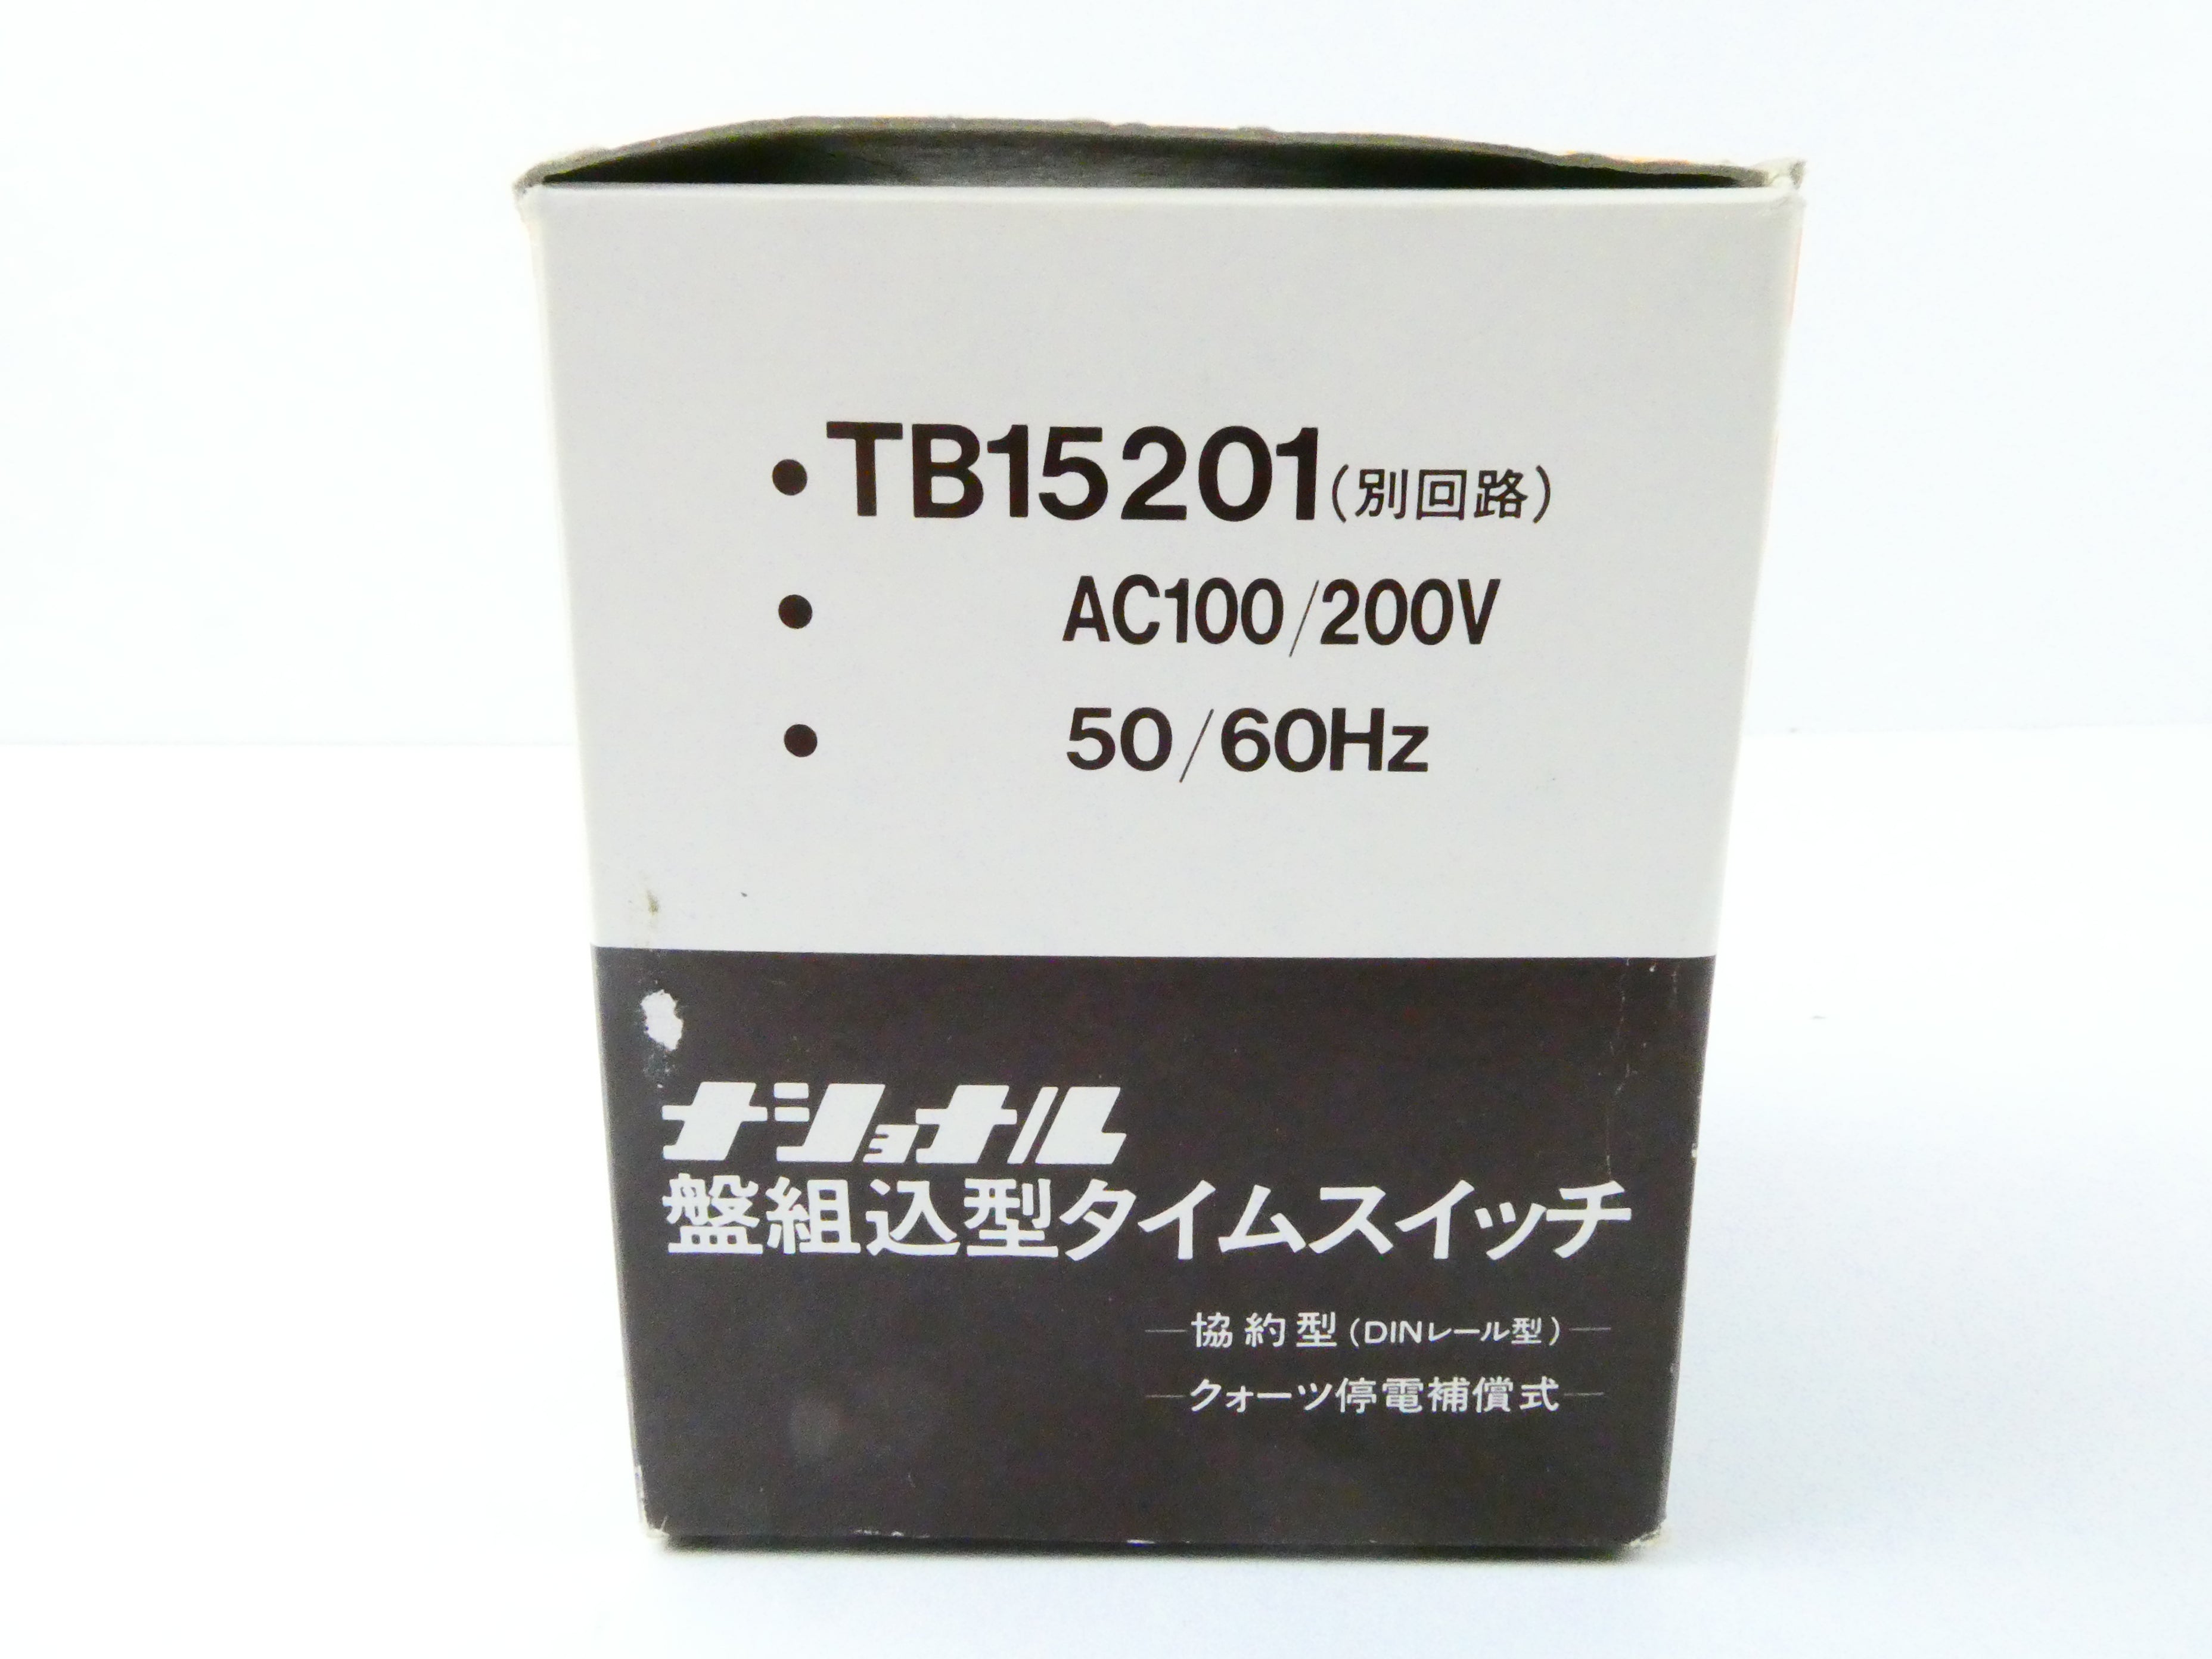 •TB15201(別回路)
• AC100/200V
• 50/60Hz
ナショナル
盤組込型タイムスイッチ
—協約型(DINレール型)—
—クォーツ停電補償式—